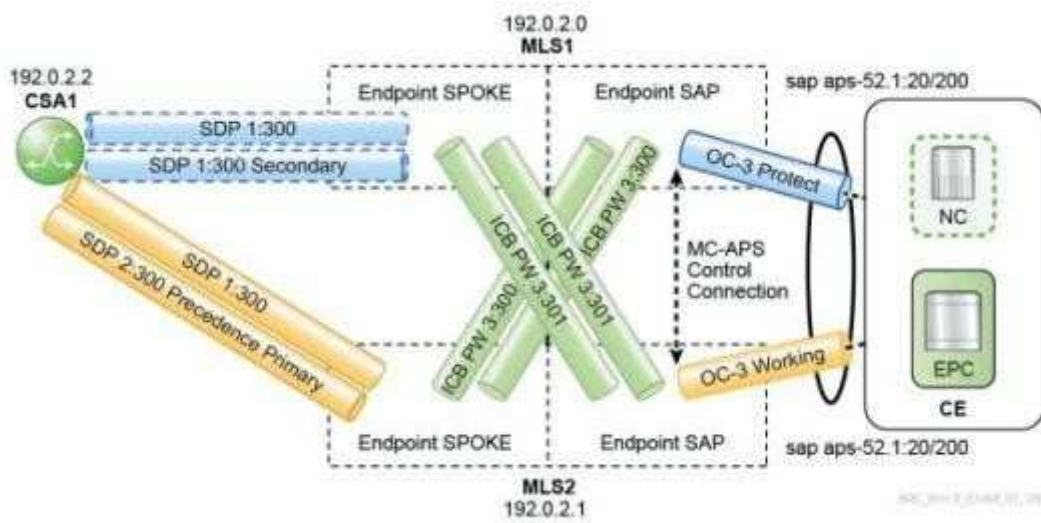 192.0.2.0
MLS1
192.0.2.2
CSA1
Endpoint SPOKE
Endpoint SAP
sap aps-52.1:20/200
SDP 1:300
SDP 1:300 Secondary
OC-3 Protect
NC
ICB PW 3:300
ICB PW 3:301
ICB PW 3:301
ICB PW 3:300
MC-APS
Control
Connection
SDP 1:300
SDP 2:300 Precedence Primary
OC-3 Working
EPC
CE
Endpoint SPOKE
Endpoint SAP
sap aps-52.1:20/200
MLS2
192.0.2.1